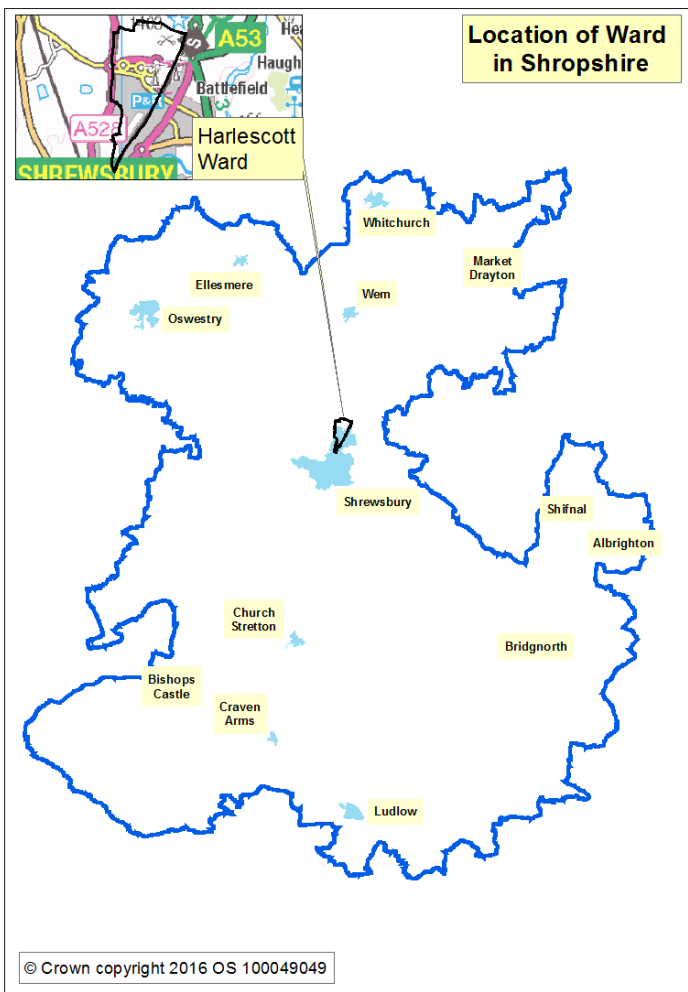 Location of Ward
in Shropshire
A53
Battlefield
Haugh
P&R
A528
SHREWSBURY
Harlescott
Ward
Whitchurch
Market
Drayton
Ellesmere
Wem
Oswestry
Shrewsbury
Shifnal
Albrighton
Church
Stretton
Bridgnorth
Bishops
Castle
Craven
Arms
Ludlow
© Crown copyright 2016 OS 100049049